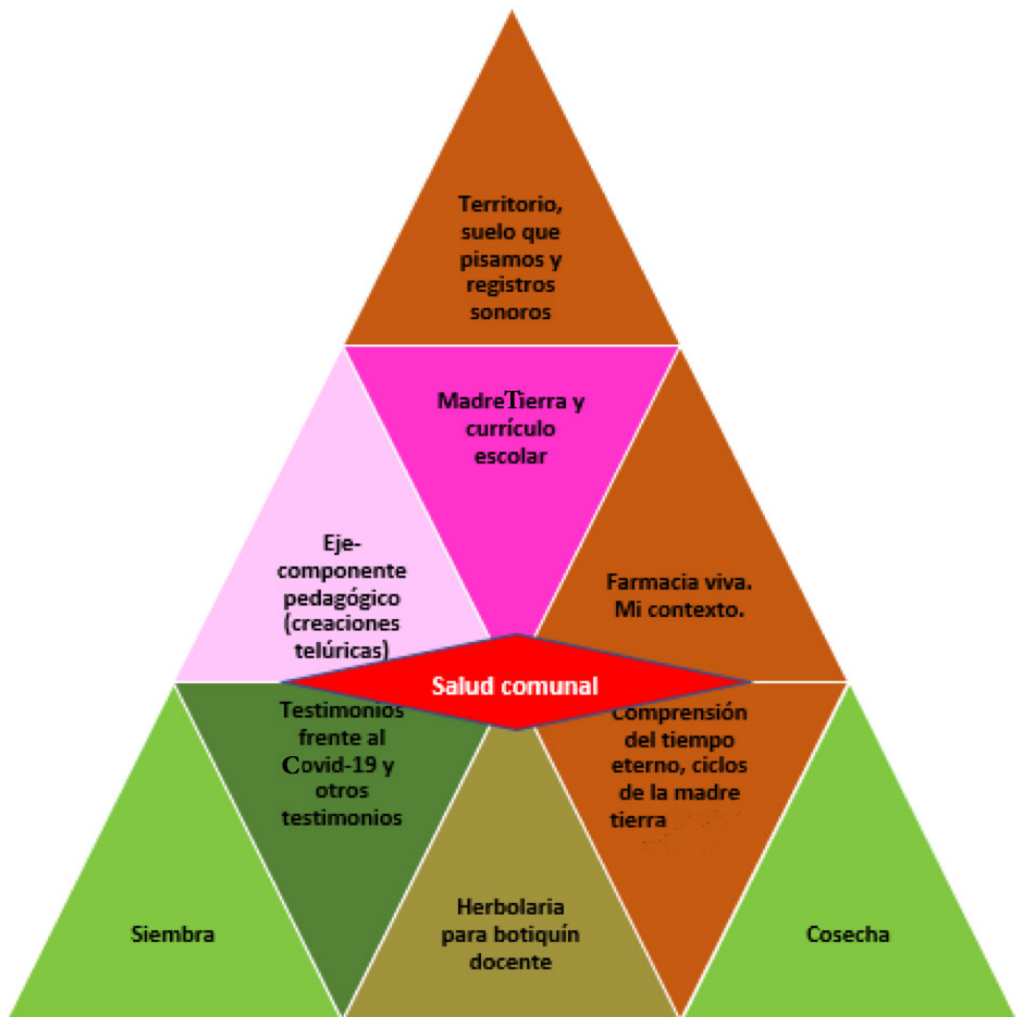 Territorio,
suelo que
pisamos y
registros
sonoros
MadreTierra y
currículo
escolar
Eje-
componente
pedagógico
(creaciones
telúricas)
Farmacia viva.
Mi contexto.
Salud comunal
Testimonios
frente al
Covid-19 y
otros
testimonios
Comprensión
del tiempo
eterno, ciclos
de la madre
tierra
Siembra
Herbolaria
para botiquín
docente
Cosecha